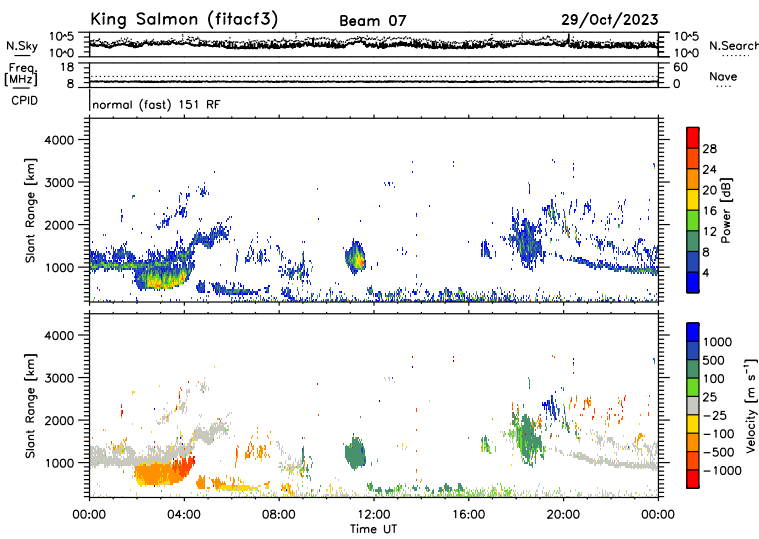 King Salmon (fitacf3) Beam 07 29/Oct/2023
N.Sky 10^5 10^0 10^5 10^0 N.Search
Freq. [MHz] 18 8 60 0 Nave
CPID normal (fast) 151 RF
Slant Range [km] 4000 3000 2000 1000
Power [dB] 28 24 20 16 12 8 4
Slant Range [km] 4000 3000 2000 1000
Velocity [m s⁻¹] 1000 500 100 25 -25 -100 -500 -1000
00:00 04:00 08:00 12:00 16:00 20:00 00:00
Time UT